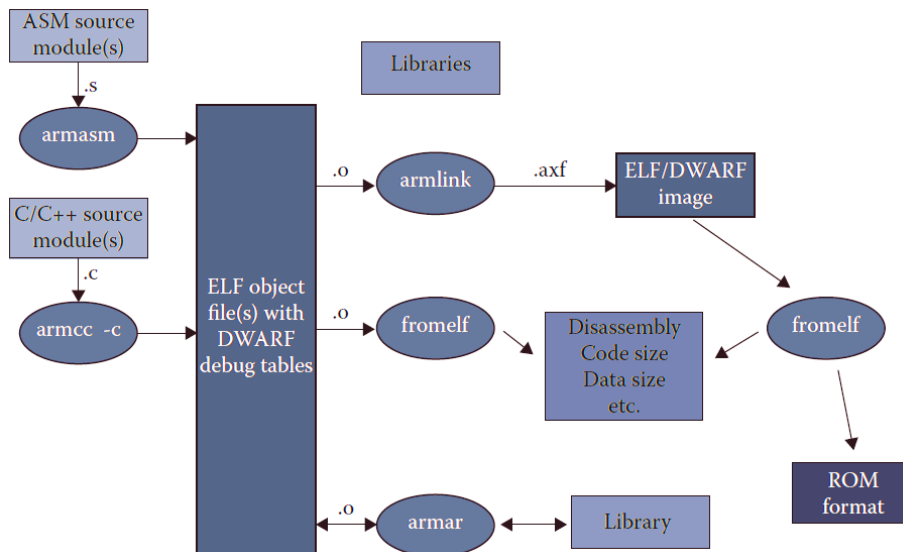 ASM source
module(s)
.s
armasm
C/C++ source
module(s)
.c
armcc -c
ELF object
file(s) with
DWARF
debug tables
Libraries
.o
armlink
.axf
ELF/DWARF
image
.o
fromelf
Disassembly
Code size
Data size
etc.
fromelf
ROM
format
.o
armar
Library